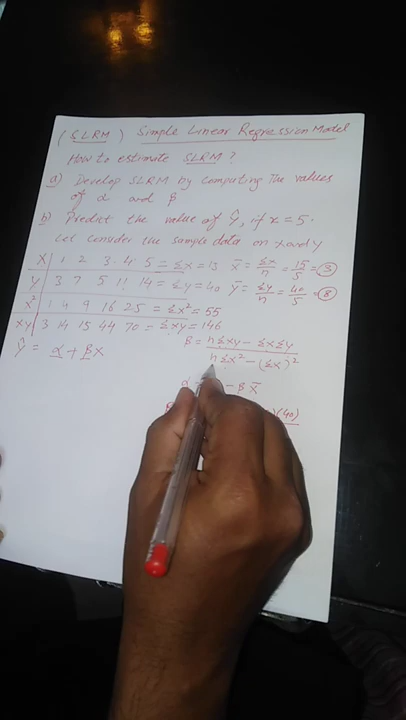 (SLRM) Simple Linear Regression Model
How to estimate SLRM?
a) Develop SLRM by computing the values
of α and β
b) Predict the value of Ŷ, if x = 5.
Let consider the sample data on x and y
X | 1 2 3 4 5 = Σx = 15 x̄ = Σx/n = 15/5 = 3
Y | 3 7 5 11 14 = Σy = 40 ȳ = Σy/n = 40/5 = 8
X² | 1 4 9 16 25 = Σx² = 55
XY | 3 14 15 44 70 = Σxy = 146
Ŷ = α + βX
β = nΣxy - ΣxΣy / nΣx² - (Σx)²
α - βx̄
(40)